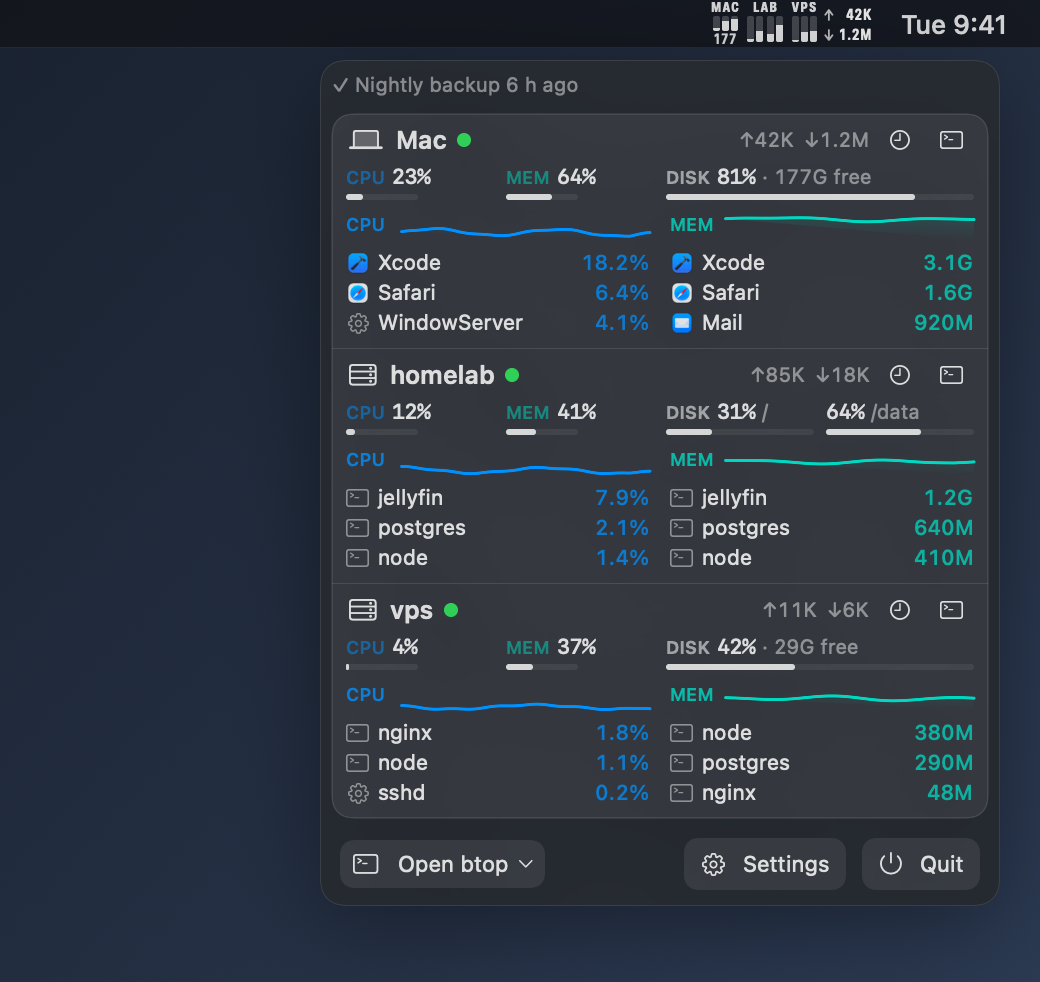 MAC LAB VPS ↑ 42K
177 ↓ 1.2M Tue 9:41
✓ Nightly backup 6 h ago
Mac ↑42K ↓1.2M
CPU 23% MEM 64% DISK 81% · 177G free
CPU MEM
Xcode 18.2% Xcode 3.1G
Safari 6.4% Safari 1.6G
WindowServer 4.1% Mail 920M
homelab ↑85K ↓18K
CPU 12% MEM 41% DISK 31% / 64% /data
CPU MEM
jellyfin 7.9% jellyfin 1.2G
postgres 2.1% postgres 640M
node 1.4% node 410M
vps ↑11K ↓6K
CPU 4% MEM 37% DISK 42% · 29G free
CPU MEM
nginx 1.8% node 380M
node 1.1% postgres 290M
sshd 0.2% nginx 48M
Open btop Settings Quit